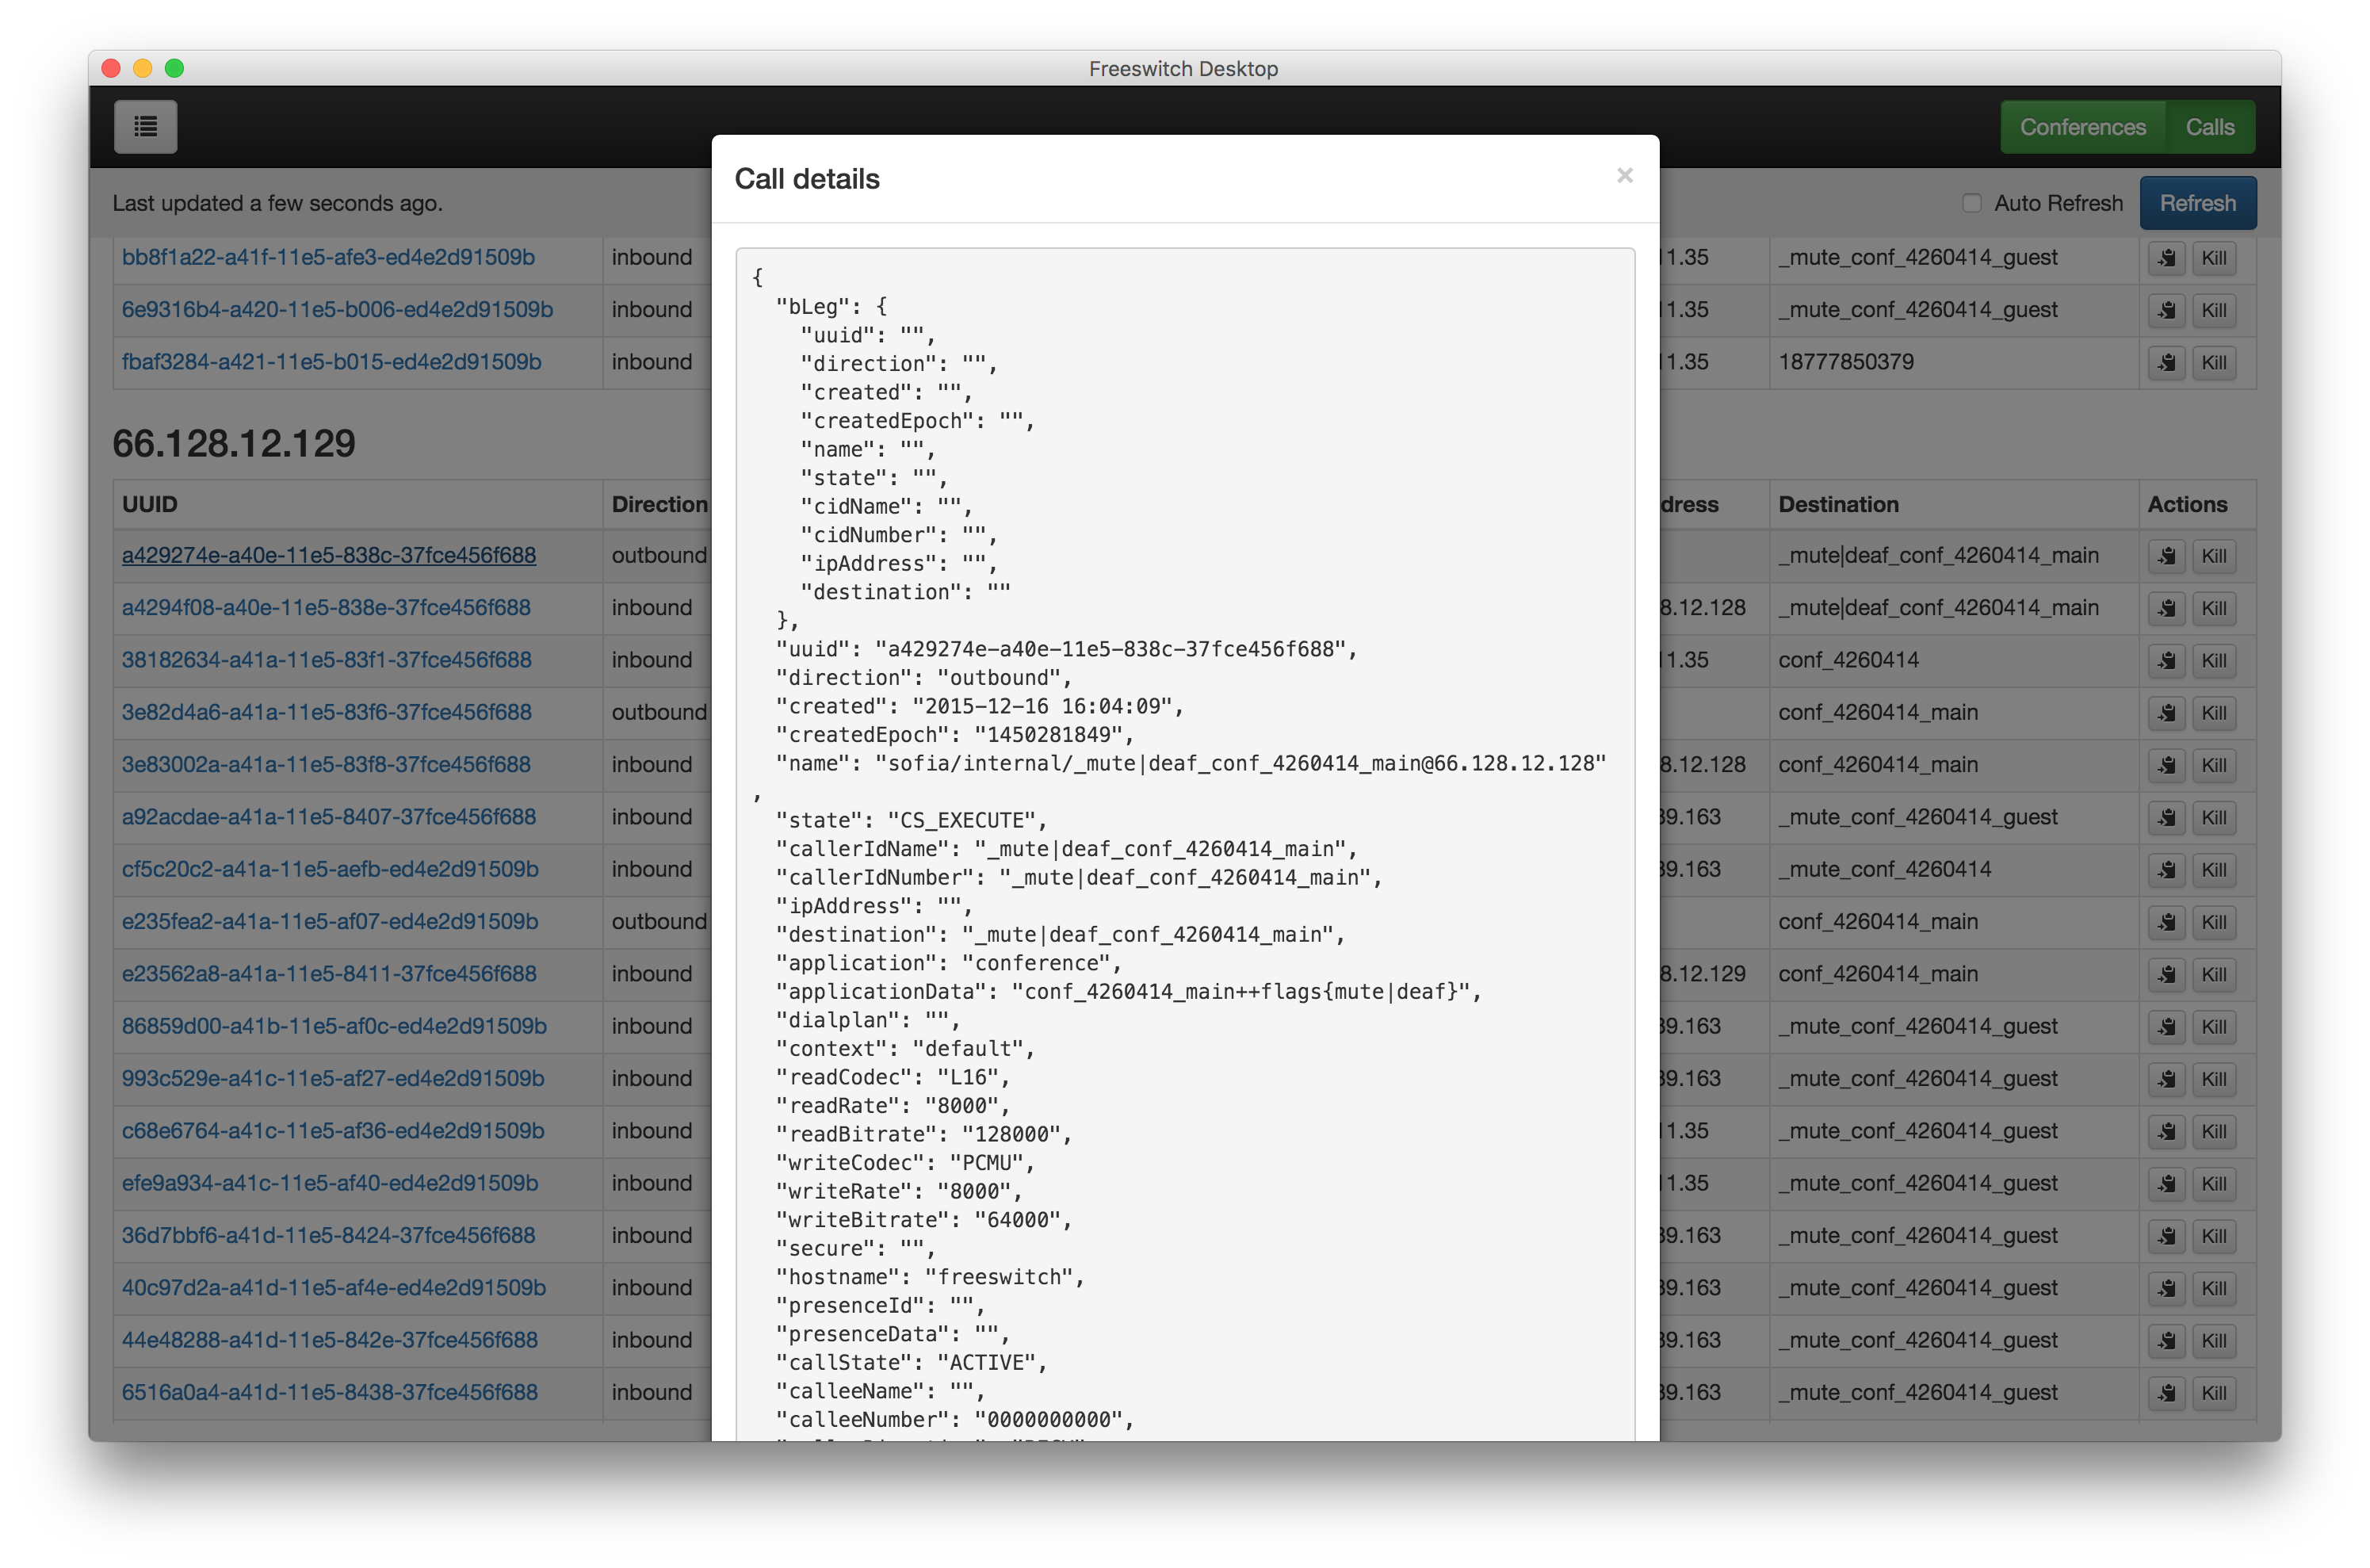 Freeswitch Desktop
Conferences Calls
Last updated a few seconds ago.
Auto Refresh Refresh
bb8f1a22-a41f-11e5-afe3-ed4e2d91509b inbound 11.35 _mute_conf_4260414_guest Kill
6e9316b4-a420-11e5-b006-ed4e2d91509b inbound 11.35 _mute_conf_4260414_guest Kill
fbaf3284-a421-11e5-b015-ed4e2d91509b inbound 11.35 18777850379 Kill
66.128.12.129
UUID Direction dress Destination Actions
a429274e-a40e-11e5-838c-37fce456f688 outbound _mute|deaf_conf_4260414_main Kill
a4294f08-a40e-11e5-838e-37fce456f688 inbound 8.12.128 _mute|deaf_conf_4260414_main Kill
38182634-a41a-11e5-83f1-37fce456f688 inbound 11.35 conf_4260414 Kill
3e82d4a6-a41a-11e5-83f6-37fce456f688 outbound conf_4260414_main Kill
3e83002a-a41a-11e5-83f8-37fce456f688 inbound 8.12.128 conf_4260414_main Kill
a92acdae-a41a-11e5-8407-37fce456f688 inbound 39.163 _mute_conf_4260414_guest Kill
cf5c20c2-a41a-11e5-aefb-ed4e2d91509b inbound 39.163 _mute_conf_4260414 Kill
e235fea2-a41a-11e5-af07-ed4e2d91509b outbound conf_4260414_main Kill
e23562a8-a41a-11e5-8411-37fce456f688 inbound 8.12.129 conf_4260414_main Kill
86859d00-a41b-11e5-af0c-ed4e2d91509b inbound 39.163 _mute_conf_4260414_guest Kill
993c529e-a41c-11e5-af27-ed4e2d91509b inbound 39.163 _mute_conf_4260414_guest Kill
c68e6764-a41c-11e5-af36-ed4e2d91509b inbound 11.35 _mute_conf_4260414_guest Kill
efe9a934-a41c-11e5-af40-ed4e2d91509b inbound 11.35 _mute_conf_4260414_guest Kill
36d7bbf6-a41d-11e5-8424-37fce456f688 inbound 39.163 _mute_conf_4260414_guest Kill
40c97d2a-a41d-11e5-af4e-ed4e2d91509b inbound 39.163 _mute_conf_4260414_guest Kill
44e48288-a41d-11e5-842e-37fce456f688 inbound 39.163 _mute_conf_4260414_guest Kill
6516a0a4-a41d-11e5-8438-37fce456f688 inbound 39.163 _mute_conf_4260414_guest Kill
Call details ×
{
"bLeg": {
"uuid": "",
"direction": "",
"created": "",
"createdEpoch": "",
"name": "",
"state": "",
"cidName": "",
"cidNumber": "",
"ipAddress": "",
"destination": ""
},
"uuid": "a429274e-a40e-11e5-838c-37fce456f688",
"direction": "outbound",
"created": "2015-12-16 16:04:09",
"createdEpoch": "1450281849",
"name": "sofia/internal/_mute|deaf_conf_4260414_main@66.128.12.128"
,
"state": "CS_EXECUTE",
"callerIdName": "_mute|deaf_conf_4260414_main",
"callerIdNumber": "_mute|deaf_conf_4260414_main",
"ipAddress": "",
"destination": "_mute|deaf_conf_4260414_main",
"application": "conference",
"applicationData": "conf_4260414_main++flags{mute|deaf}",
"dialplan": "",
"context": "default",
"readCodec": "L16",
"readRate": "8000",
"readBitrate": "128000",
"writeCodec": "PCMU",
"writeRate": "8000",
"writeBitrate": "64000",
"secure": "",
"hostname": "freeswitch",
"presenceId": "",
"presenceData": "",
"callState": "ACTIVE",
"calleeName": "",
"calleeNumber": "0000000000",